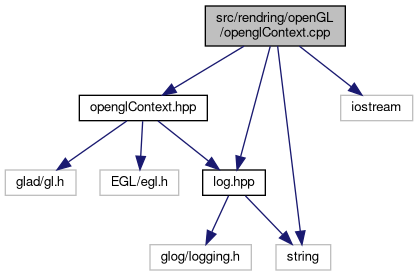 src/rendring/openGL
/openglContext.cpp
openglContext.hpp
iostream
glad/gl.h
EGL/egl.h
log.hpp
glog/logging.h
string